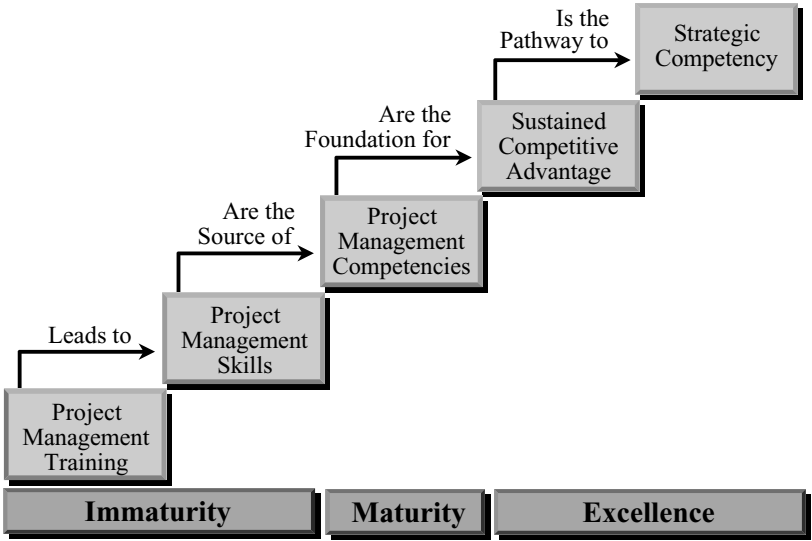 Is the
Pathway to
Strategic
Competency
Are the
Foundation for
Sustained
Competitive
Advantage
Are the
Source of
Project
Management
Competencies
Leads to
Project
Management
Skills
Project
Management
Training
Immaturity
Maturity
Excellence